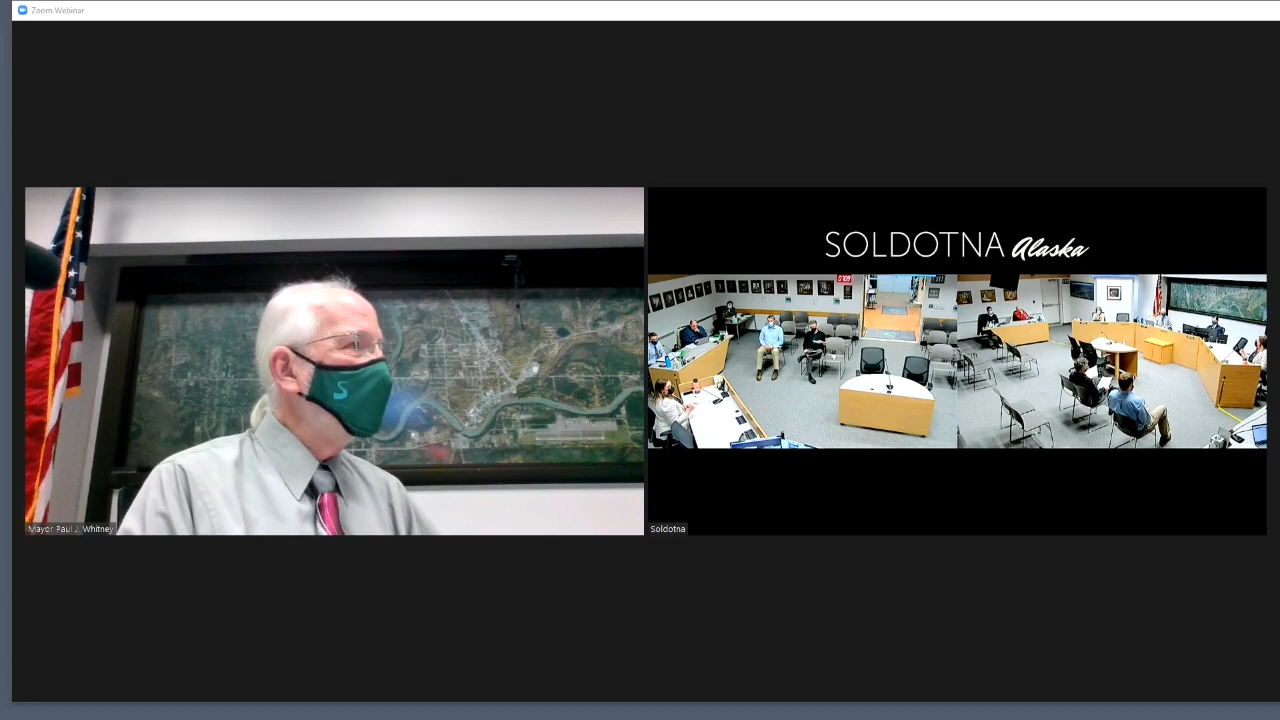 Zoom Webinar
SOLDOTNA Alaska
S
Mayor Paul J. Whitney
Soldotna